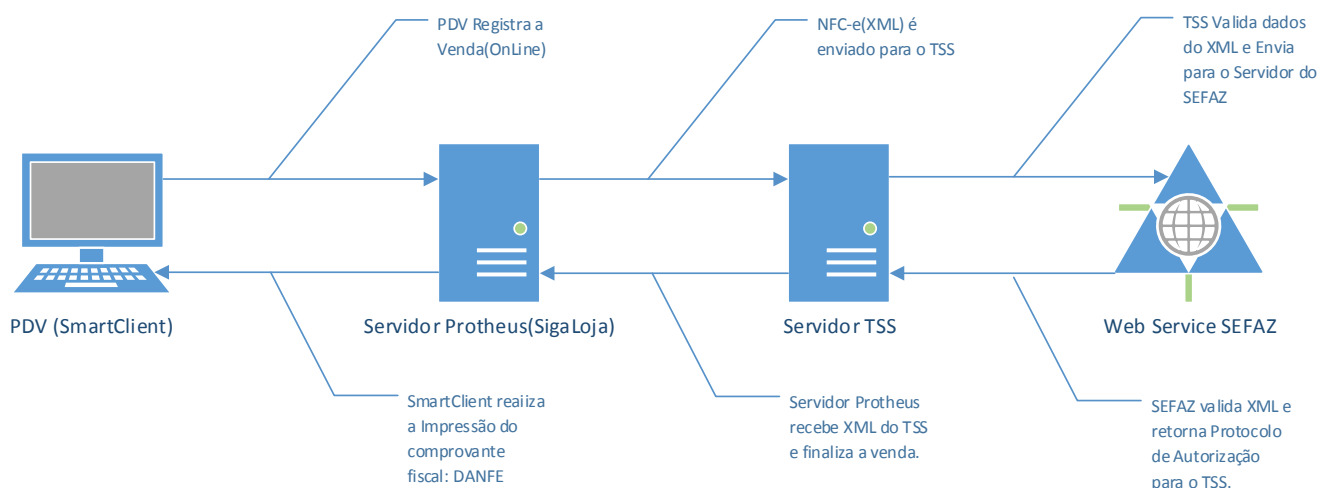 PDV Registra a
Venda(OnLine)
NFC-e(XML) é
enviado para o TSS
TSS Valida dados
do XML e Envia
para o Servidor do
SEFAZ
PDV (SmartClient)
Servidor Protheus(SigaLoja)
Servidor TSS
Web Service SEFAZ
SmartClient reaiiza
a Impressão do
comprovante
fiscal: DANFE
Servidor Protheus
recebe XML do TSS
e finaliza a venda.
SEFAZ valida XML e
retorna Protocolo
de Autorização
para o TSS.